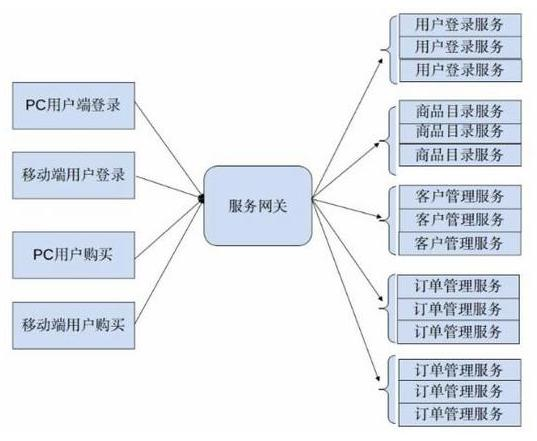 PC用户端登录
移动端用户登录
PC用户购买
移动端用户购买
服务网关
用户登录服务
用户登录服务
用户登录服务
商品目录服务
商品目录服务
商品目录服务
客户管理服务
客户管理服务
客户管理服务
订单管理服务
订单管理服务
订单管理服务
订单管理服务
订单管理服务
订单管理服务